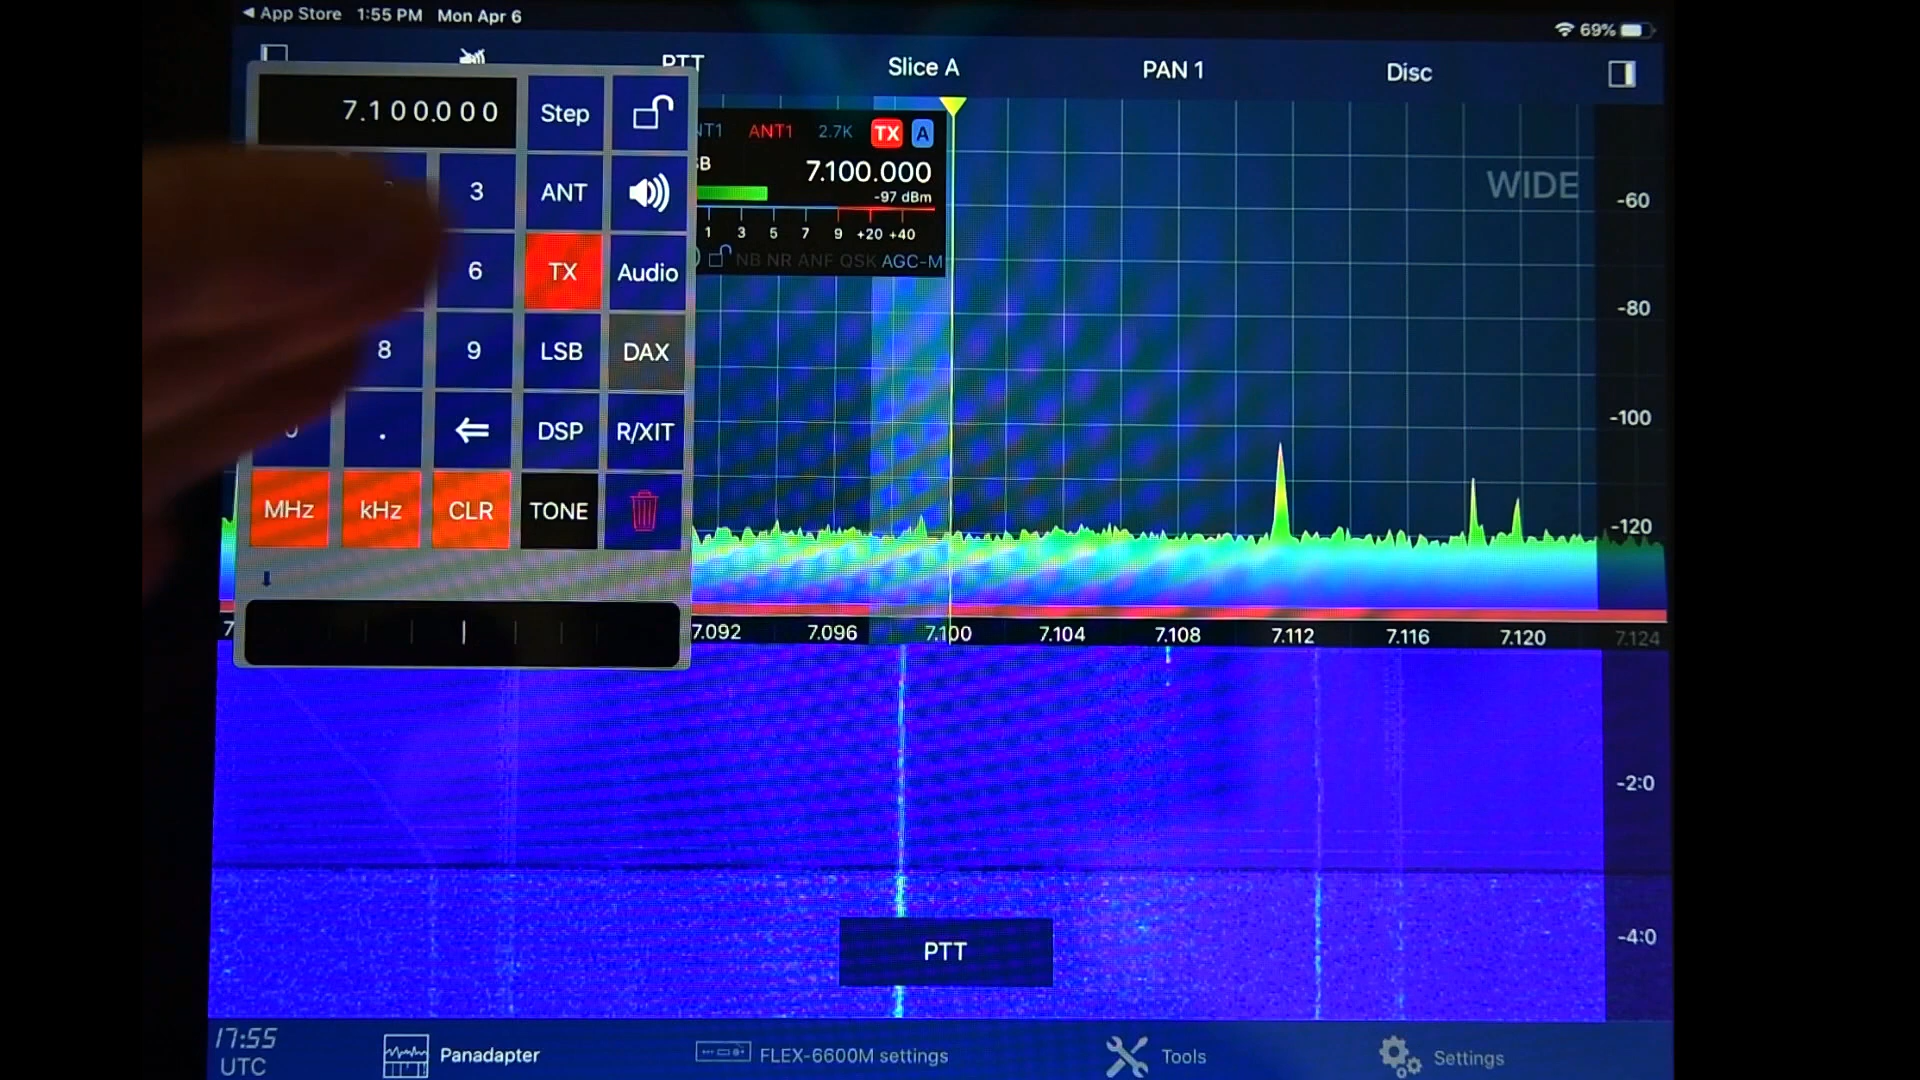 App Store 1:55 PM Mon Apr 6
69%
PTT Slice A PAN 1 Disc
7.100.000 Step
3 ANT
6 TX Audio
8 9 LSB DAX
. DSP R/XIT
MHz kHz CLR TONE
ANT1 2.7K TX A
7.100.000
-97 dBm
1 3 5 7 9 +20 +40
NB NR ANF QSK AGC-M
WIDE
-60
-80
-100
-120
7.092 7.096 7.100 7.104 7.108 7.112 7.116 7.120 7.124
-2:0
-4:0
PTT
17:55
UTC
Panadapter FLEX-6600M settings Tools Settings